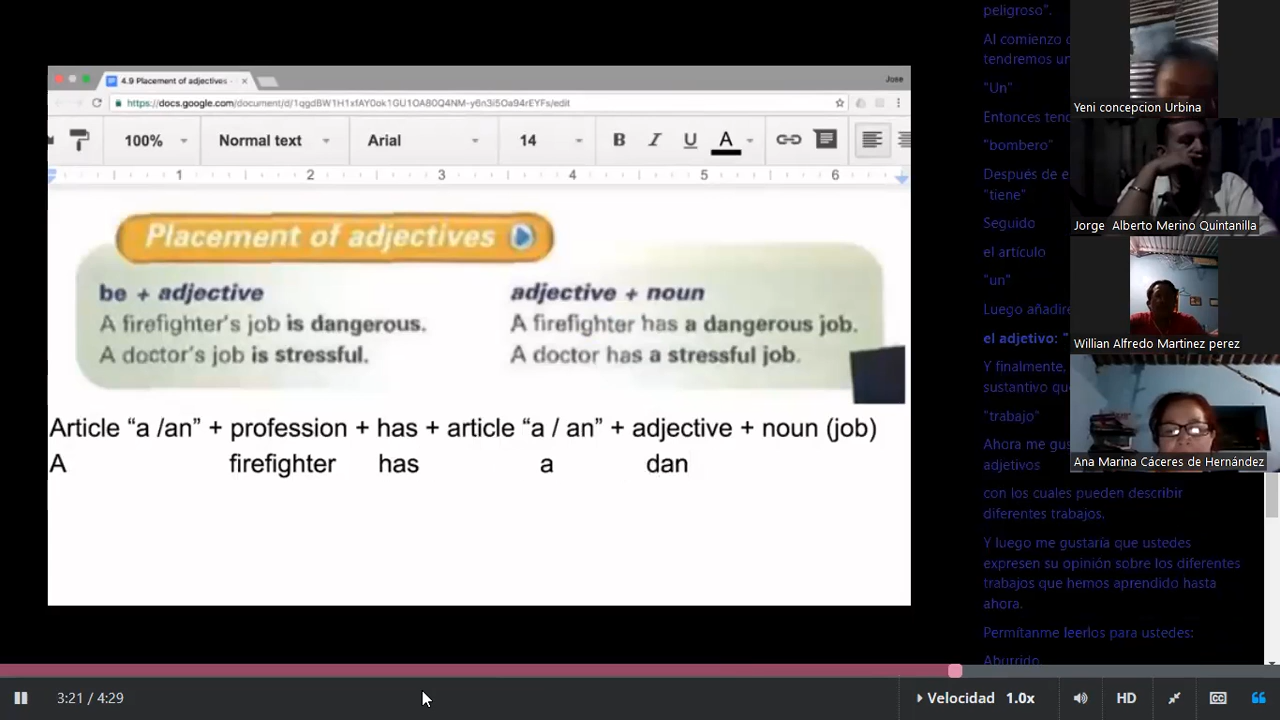 4.9 Placement of adjectives
Jose
https://docs.google.com/document/d/1qgdBW1H1xfAY0ok1GU1OA80Q4NM-y6n3i5Oa94rEYFs/edit
100% Normal text Arial 14 B I U A
1 2 3 4 5 6
Placement of adjectives
be + adjective
A firefighter's job is dangerous.
A doctor's job is stressful.
adjective + noun
A firefighter has a dangerous job.
A doctor has a stressful job.
Article “a /an” + profession + has + article “a / an” + adjective + noun (job)
A firefighter has a dan
peligroso".
Al comienzo
tendremos
"Un"
Entonces
"bombero"
Después de
"tiene"
Seguido
el artículo
"un"
Luego
el adjetivo: "
Y finalmente,
sustantivo
"trabajo"
Ahora me
adjetivos
con los cuales pueden describir
diferentes trabajos.
Y luego me gustaría que ustedes
expresen su opinión sobre los diferentes
trabajos que hemos aprendido hasta
ahora.
Permítanme leerlos para ustedes:
Aburrido
Yeni concepcion Urbina
Jorge Alberto Merino Quintanilla
Willian Alfredo Martinez perez
Ana Marina Cáceres de Hernández
3:21 / 4:29
Velocidad 1.0x
HD
CC